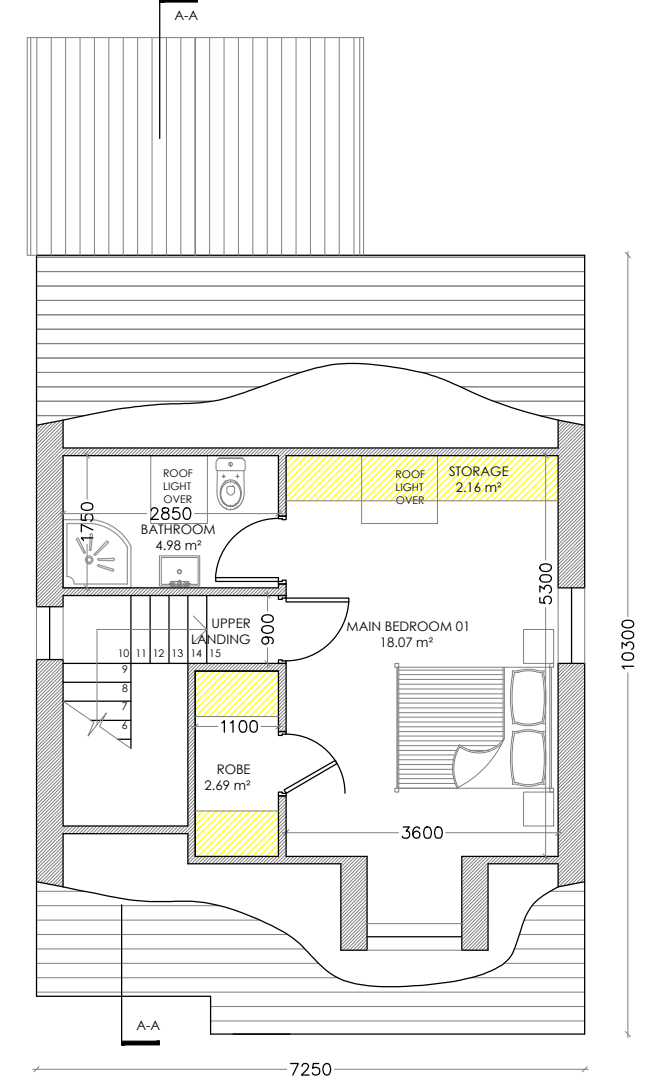 A-A
ROOF
LIGHT
OVER
2850
1750
BATHROOM
4.98 m²
ROOF
LIGHT
OVER
STORAGE
2.16 m²
5300
UPPER
LANDING
900
10 11 12 13 14 15
9
8
7
6
MAIN BEDROOM 01
18.07 m²
10300
1100
ROBE
2.69 m²
3600
A-A
7250